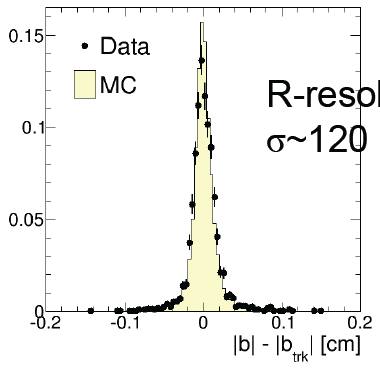 0.15
Data
MC
R-resol
σ~120
0.1
0.05
0
-0.2 -0.1 0 0.1 0.2
|b| - |b_trk| [cm]